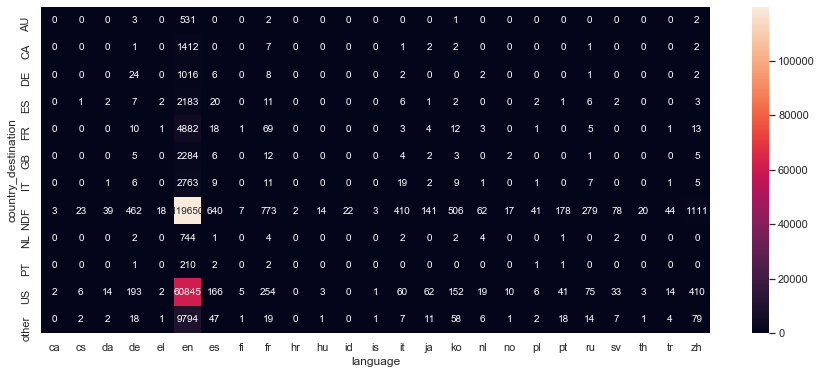 AU 0 0 0 3 0 531 0 0 2 0 0 0 0 0 0 1 0 0 0 0 0 0 0 0 2
CA 0 0 0 1 0 1412 0 0 7 0 0 0 0 1 2 2 0 0 0 0 1 0 0 0 2
DE 0 0 0 24 0 1016 6 0 8 0 0 0 0 2 0 0 2 0 0 0 1 0 0 0 2
ES 0 1 2 7 2 2183 20 0 11 0 0 0 0 6 1 2 0 0 2 1 6 2 0 0 3
FR 0 0 0 10 1 4882 18 1 69 0 0 0 0 3 4 12 3 0 1 0 5 0 0 1 13
GB 0 0 0 5 0 2284 6 0 12 0 0 0 0 4 2 3 0 2 0 0 1 0 0 0 5
IT 0 0 1 6 0 2763 9 0 11 0 0 0 0 19 2 9 1 0 1 0 7 0 0 1 5
NDF 3 23 39 462 18 119650 640 7 773 2 14 22 3 410 141 506 62 17 41 178 279 78 20 44 1111
NL 0 0 0 2 0 744 1 0 4 0 0 0 0 2 0 2 4 0 0 1 0 2 0 0 0
PT 0 0 0 1 0 210 2 0 2 0 0 0 0 0 0 0 0 0 1 1 0 0 0 0 0
US 2 6 14 193 2 60845 166 5 254 0 3 0 1 60 62 152 19 10 6 41 75 33 3 14 410
other 0 2 2 18 1 9794 47 1 19 0 1 0 1 7 11 58 6 1 2 18 14 7 1 4 79
ca cs da de el en es fi fr hr hu id is it ja ko nl no pl pt ru sv th tr zh
language
country_destination
100000
80000
60000
40000
20000
0